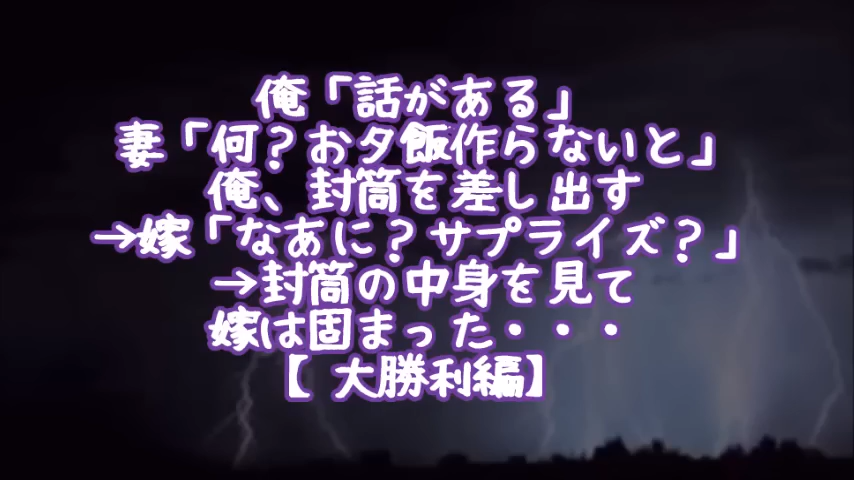 俺「話がある」
妻「何？お夕飯作らないと」
俺、封筒を差し出す
→嫁「なあに？サプライズ？」
→封筒の中身を見て
嫁は固まった・・・
【 大勝利編】